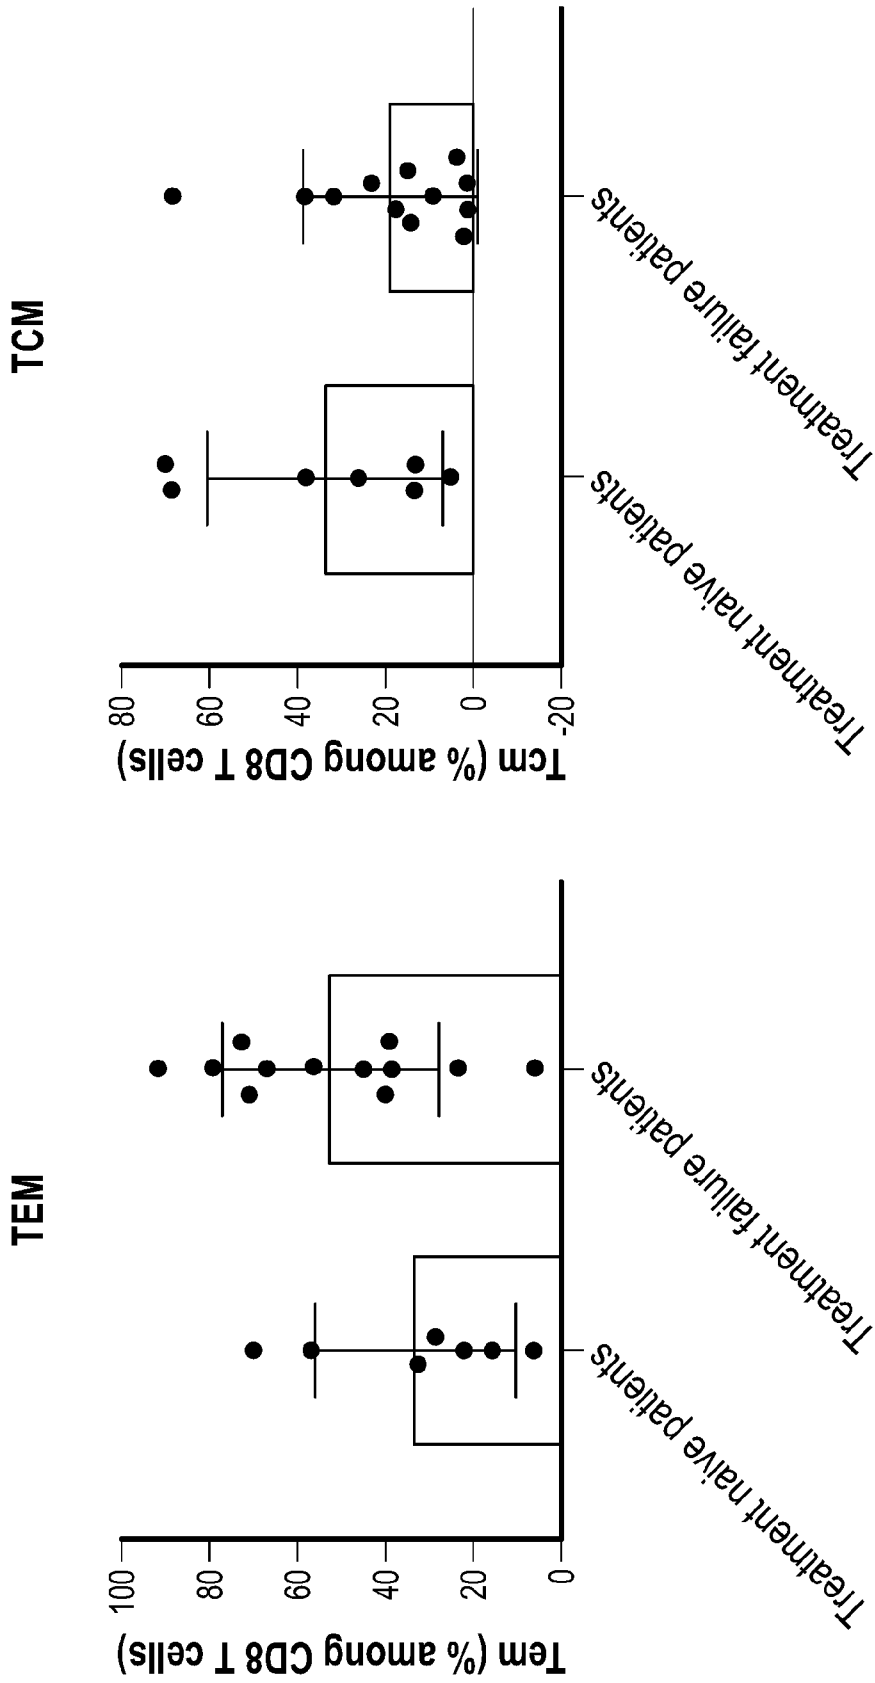 TEM
Tem (% among CD8 T cells)
100
80
60
40
20
0
Treatment naive patients
Treatment failure patients
TCM
Tcm (% among CD8 T cells)
80
60
40
20
0
-20
Treatment naive patients
Treatment failure patients